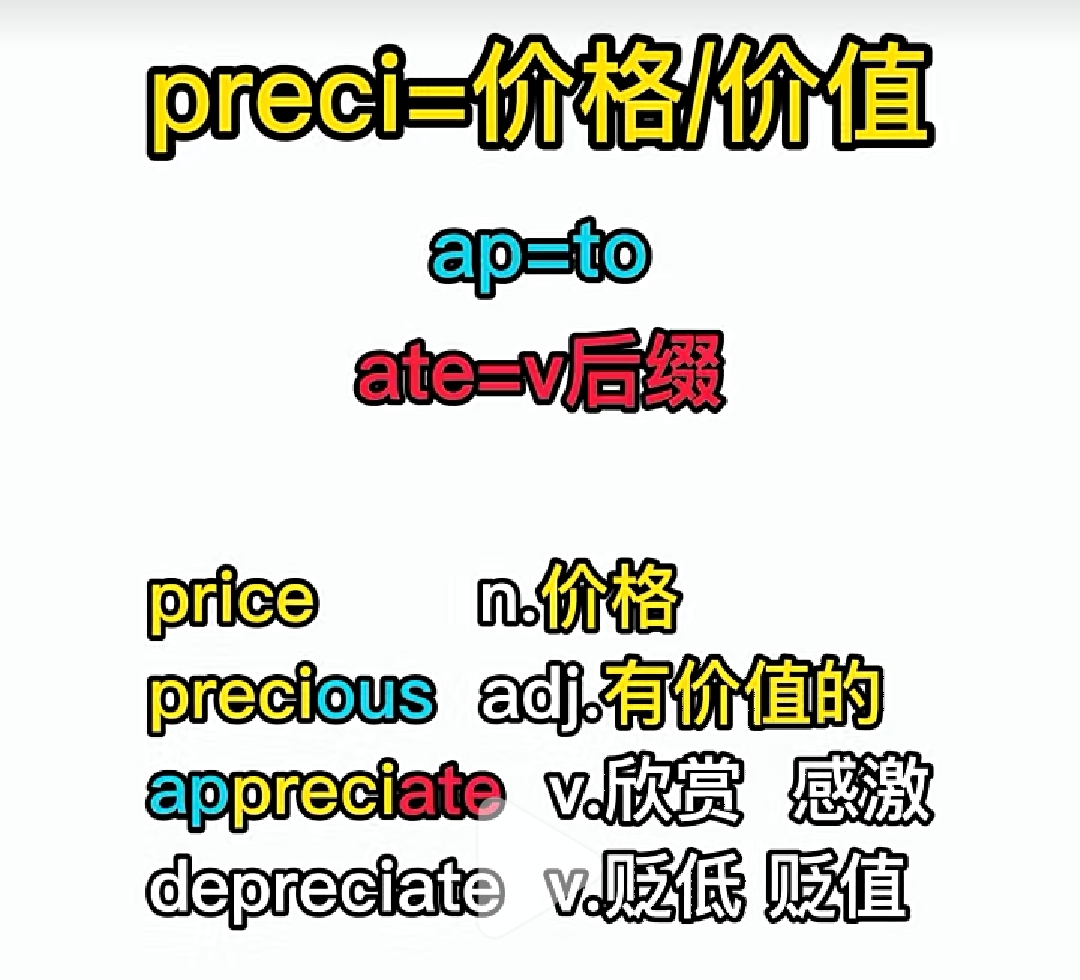 preci=价格/价值
ap=to
ate=v后缀
price n.价格
precious adj.有价值的
appreciate v.欣赏 感激
depreciate v.贬低 贬值